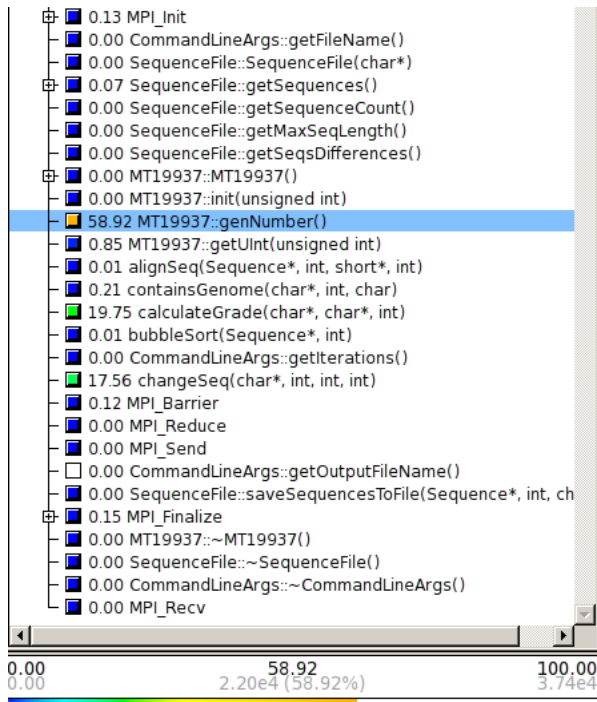 0.13 MPI_Init
0.00 CommandLineArgs::getFileName()
0.00 SequenceFile::SequenceFile(char*)
0.07 SequenceFile::getSequences()
0.00 SequenceFile::getSequenceCount()
0.00 SequenceFile::getMaxSeqLength()
0.00 SequenceFile::getSeqsDifferences()
0.00 MT19937::MT19937()
0.00 MT19937::init(unsigned int)
58.92 MT19937::genNumber()
0.85 MT19937::getUInt(unsigned int)
0.01 alignSeq(Sequence*, int, short*, int)
0.21 containsGenome(char*, int, char)
19.75 calculateGrade(char*, char*, int)
0.01 bubbleSort(Sequence*, int)
0.00 CommandLineArgs::getIterations()
17.56 changeSeq(char*, int, int, int)
0.12 MPI_Barrier
0.00 MPI_Reduce
0.00 MPI_Send
0.00 CommandLineArgs::getOutputFileName()
0.00 SequenceFile::saveSequencesToFile(Sequence*, int, ch
0.15 MPI_Finalize
0.00 MT19937::~MT19937()
0.00 SequenceFile::~SequenceFile()
0.00 CommandLineArgs::~CommandLineArgs()
0.00 MPI_Recv
0.00 58.92 100.00
0.00 2.20e4 (58.92%) 3.74e4